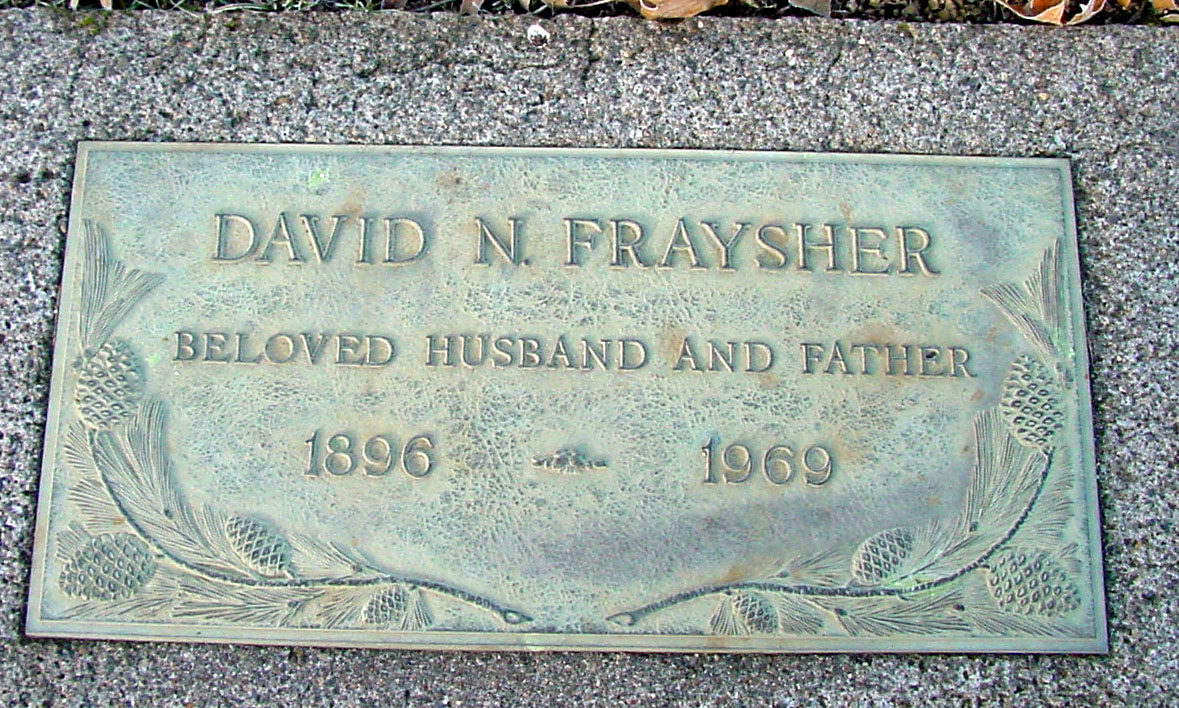 DAVID N. FRAYSHER
BELOVED HUSBAND AND FATHER
1896 1969